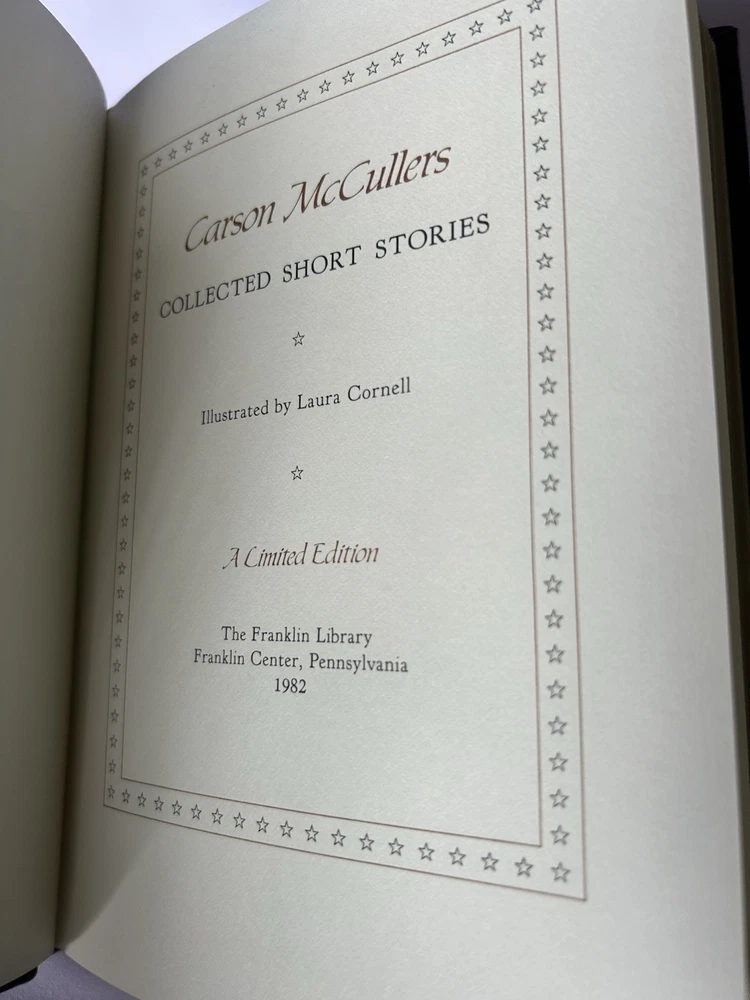 Carson McCullers
COLLECTED SHORT STORIES
Illustrated by Laura Cornell
A Limited Edition
The Franklin Library
Franklin Center, Pennsylvania
1982